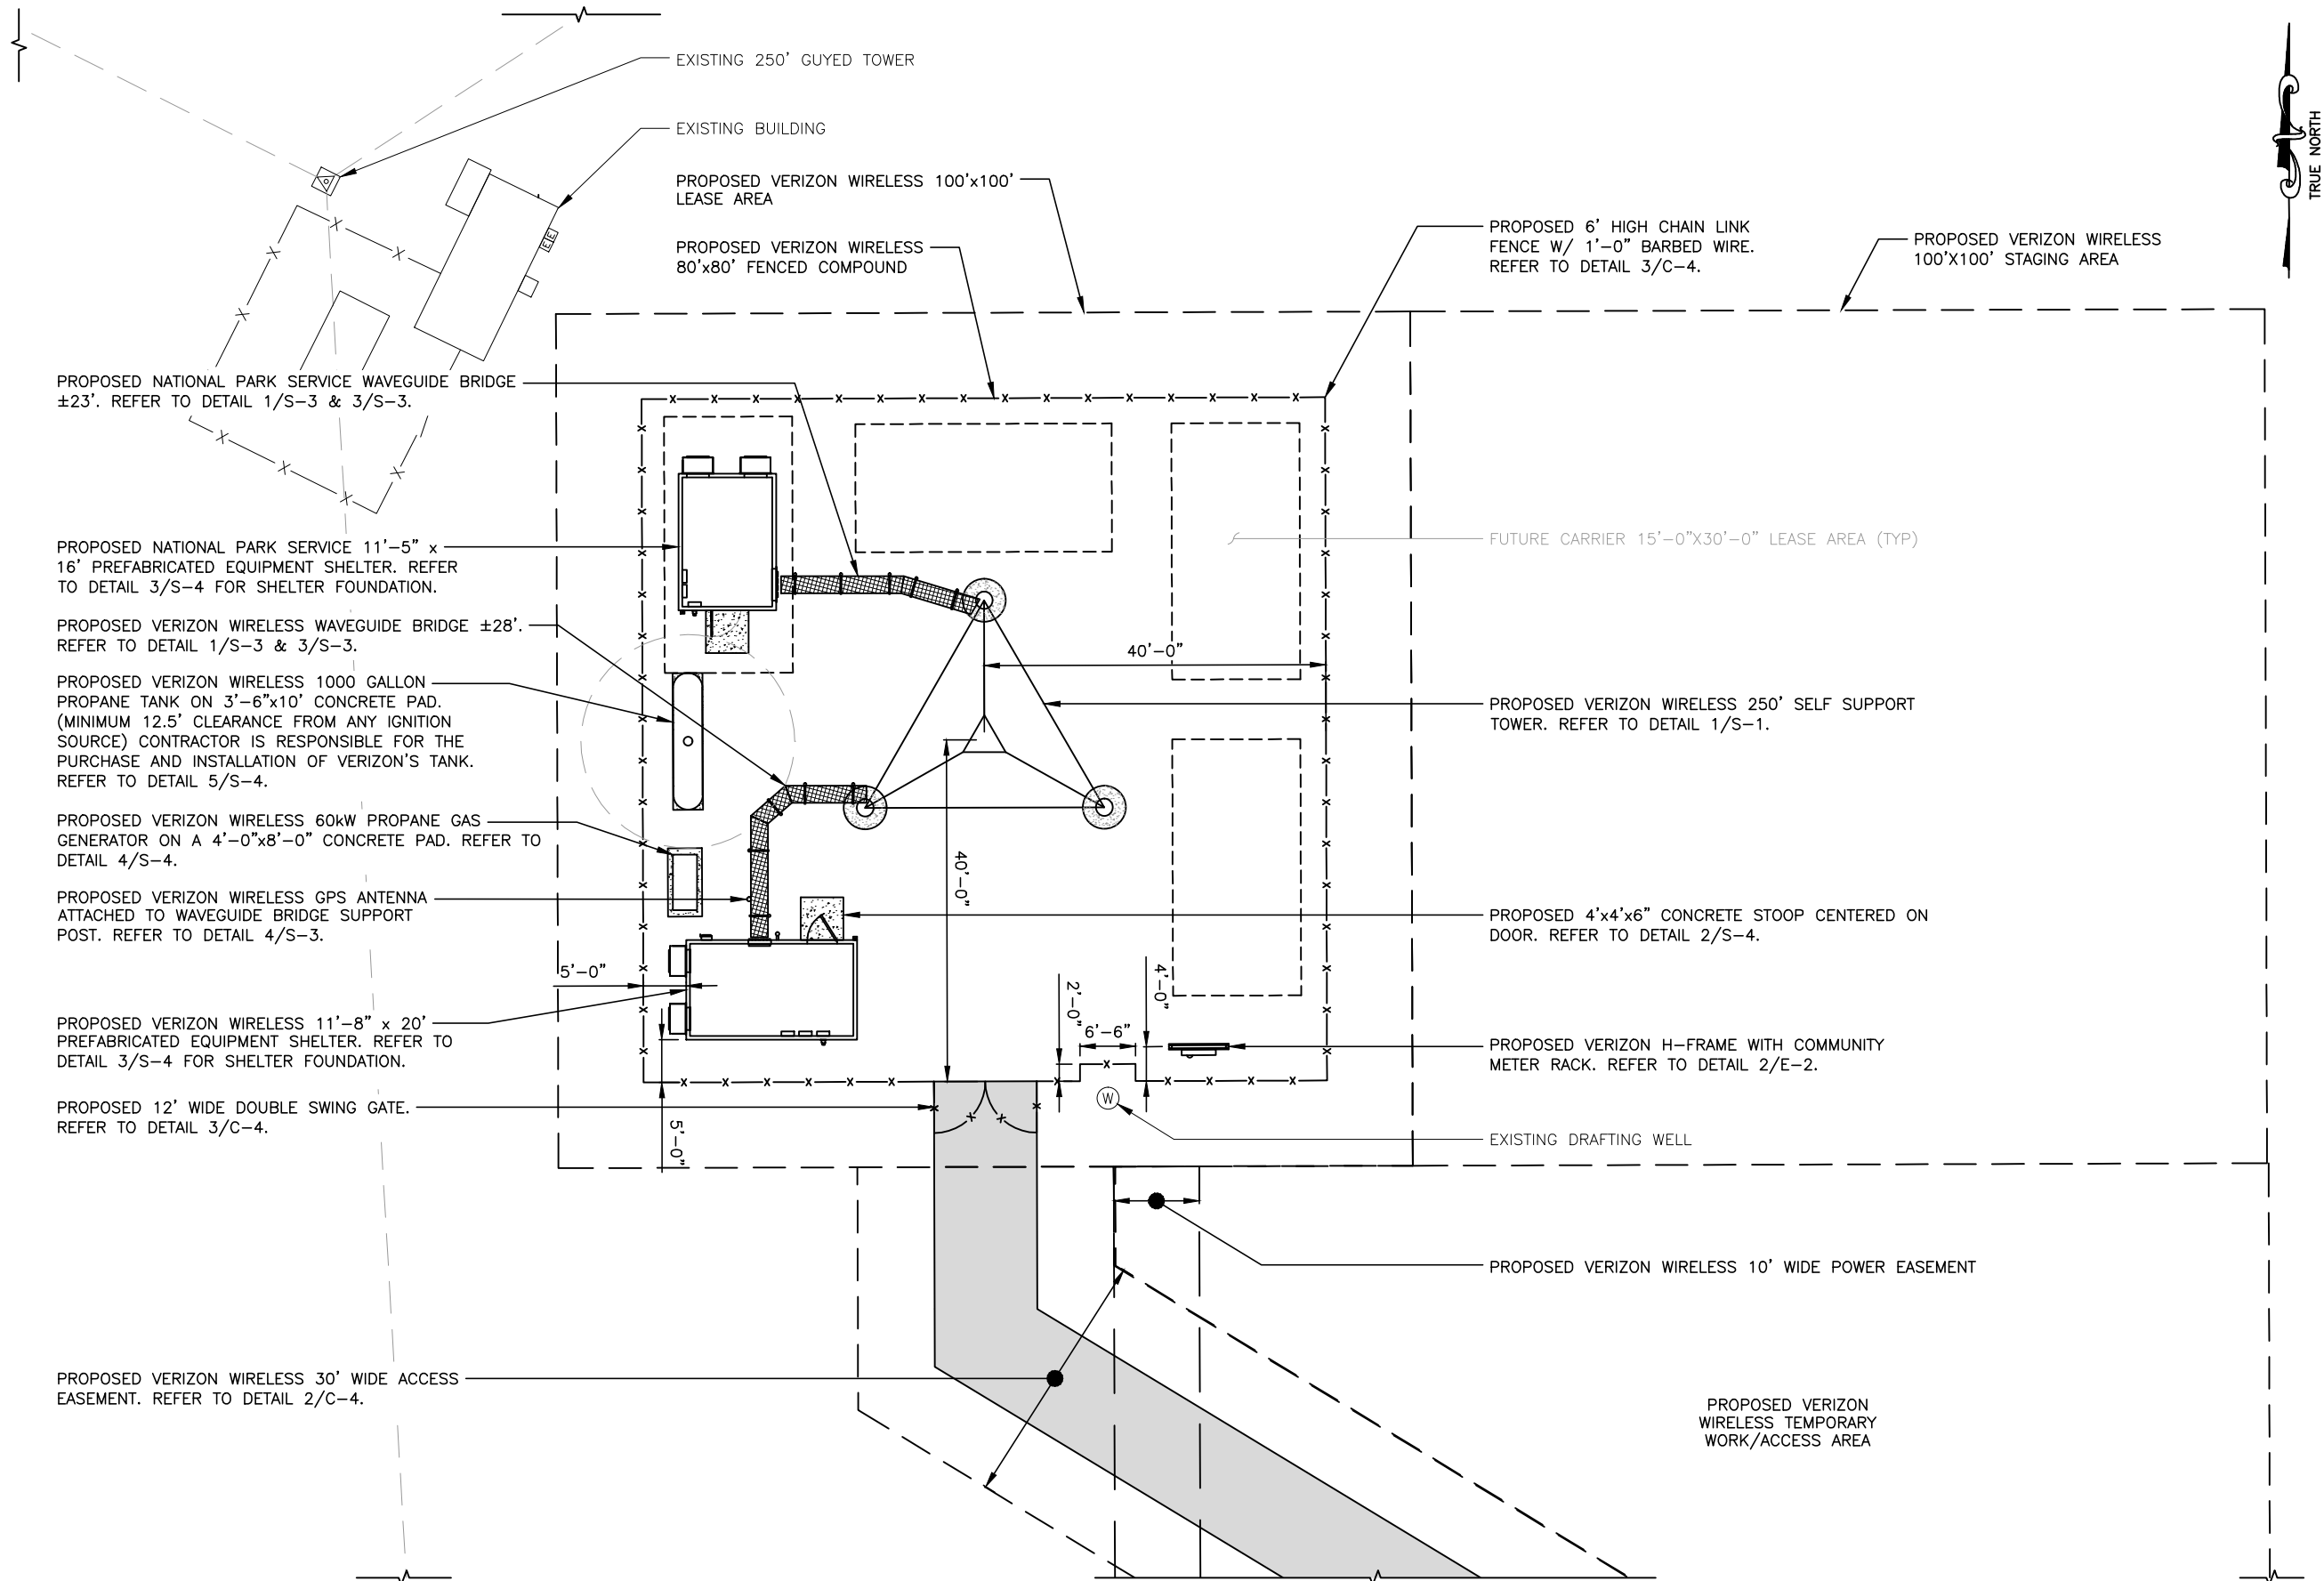 EXISTING 250' GUYED TOWER
EXISTING BUILDING
PROPOSED VERIZON WIRELESS 100'x100'
LEASE AREA
PROPOSED VERIZON WIRELESS
80'x80' FENCED COMPOUND
PROPOSED 6' HIGH CHAIN LINK
FENCE W/ 1'-0" BARBED WIRE.
REFER TO DETAIL 3/C-4.
PROPOSED VERIZON WIRELESS
100'X100' STAGING AREA
TRUE NORTH
E
E
PROPOSED NATIONAL PARK SERVICE WAVEGUIDE BRIDGE
±23'. REFER TO DETAIL 1/S-3 & 3/S-3.
PROPOSED NATIONAL PARK SERVICE 11'-5" x
16' PREFABRICATED EQUIPMENT SHELTER. REFER
TO DETAIL 3/S-4 FOR SHELTER FOUNDATION.
PROPOSED VERIZON WIRELESS WAVEGUIDE BRIDGE ±28'.
REFER TO DETAIL 1/S-3 & 3/S-3.
PROPOSED VERIZON WIRELESS 1000 GALLON
PROPANE TANK ON 3'-6"x10' CONCRETE PAD.
(MINIMUM 12.5' CLEARANCE FROM ANY IGNITION
SOURCE) CONTRACTOR IS RESPONSIBLE FOR THE
PURCHASE AND INSTALLATION OF VERIZON'S TANK.
REFER TO DETAIL 5/S-4.
PROPOSED VERIZON WIRELESS 60kW PROPANE GAS
GENERATOR ON A 4'-0"x8'-0" CONCRETE PAD. REFER TO
DETAIL 4/S-4.
PROPOSED VERIZON WIRELESS GPS ANTENNA
ATTACHED TO WAVEGUIDE BRIDGE SUPPORT
POST. REFER TO DETAIL 4/S-3.
PROPOSED VERIZON WIRELESS 11'-8" x 20'
PREFABRICATED EQUIPMENT SHELTER. REFER TO
DETAIL 3/S-4 FOR SHELTER FOUNDATION.
PROPOSED 12' WIDE DOUBLE SWING GATE.
REFER TO DETAIL 3/C-4.
PROPOSED VERIZON WIRELESS 30' WIDE ACCESS
EASEMENT. REFER TO DETAIL 2/C-4.
5'-0"
5'-0"
40'-0"
40'-0"
2'-0"
6'-6"
4'-0"
W
FUTURE CARRIER 15'-0"X30'-0" LEASE AREA (TYP)
PROPOSED VERIZON WIRELESS 250' SELF SUPPORT
TOWER. REFER TO DETAIL 1/S-1.
PROPOSED 4'x4'x6" CONCRETE STOOP CENTERED ON
DOOR. REFER TO DETAIL 2/S-4.
PROPOSED VERIZON H-FRAME WITH COMMUNITY
METER RACK. REFER TO DETAIL 2/E-2.
EXISTING DRAFTING WELL
PROPOSED VERIZON WIRELESS 10' WIDE POWER EASEMENT
PROPOSED VERIZON
WIRELESS TEMPORARY
WORK/ACCESS AREA